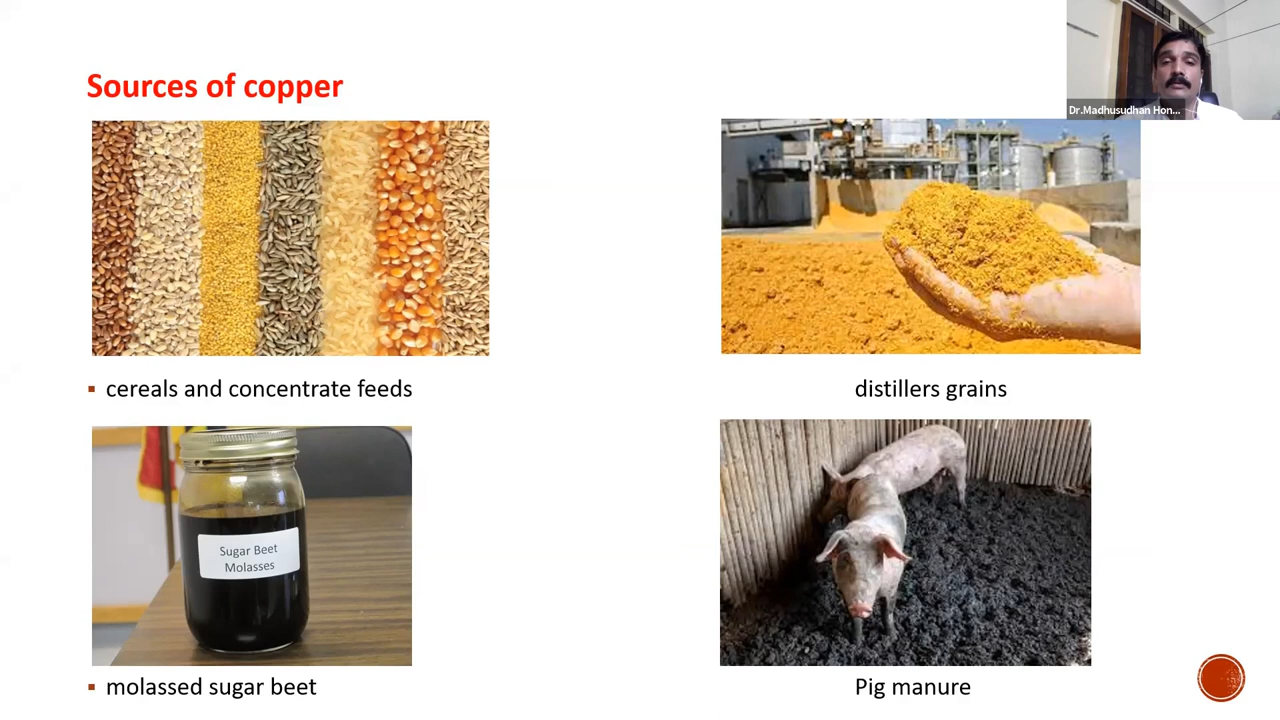 Dr.Madhusudhan Hon...
Sources of copper
▪ cereals and concentrate feeds
distillers grains
Sugar Beet
Molasses
▪ molassed sugar beet
Pig manure